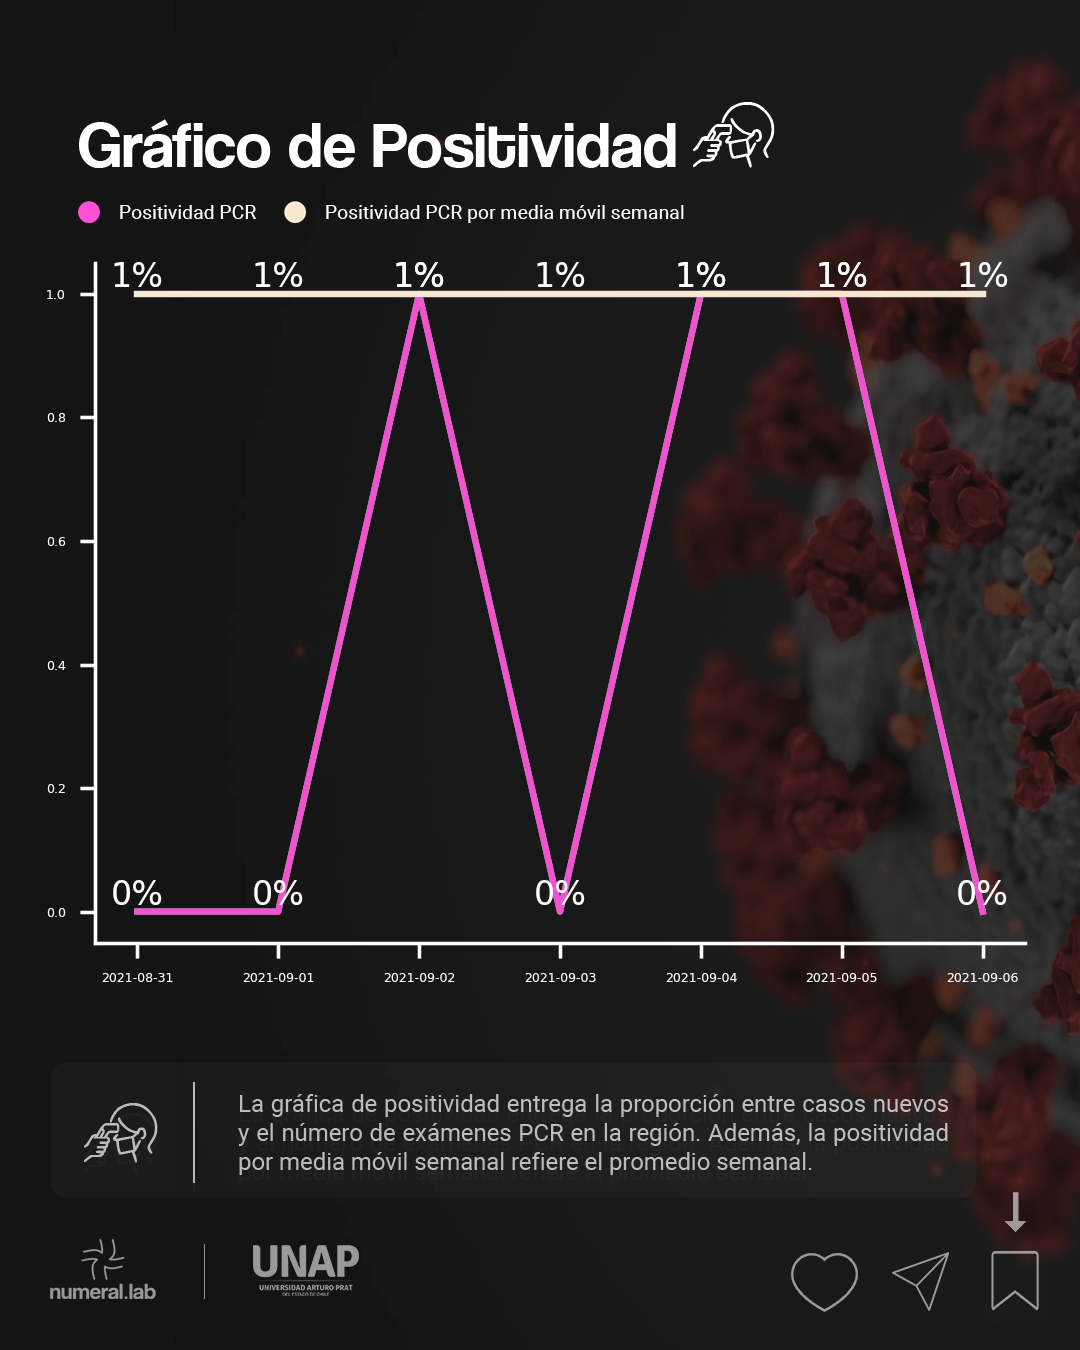 Gráfico de Positividad
Positividad PCR Positividad PCR por media móvil semanal
1% 1% 1% 1% 1% 1% 1%
1.0
0.8
0.6
0.4
0.2
0% 0% 0% 0%
0.0
2021-08-31 2021-09-01 2021-09-02 2021-09-03 2021-09-04 2021-09-05 2021-09-06
La gráfica de positividad entrega la proporción entre casos nuevos
y el número de exámenes PCR en la región. Además, la positividad
por media móvil semanal refiere el promedio semanal.
numeral.lab
UNAP
UNIVERSIDAD ARTURO PRAT
DEL ESTADO DE CHILE